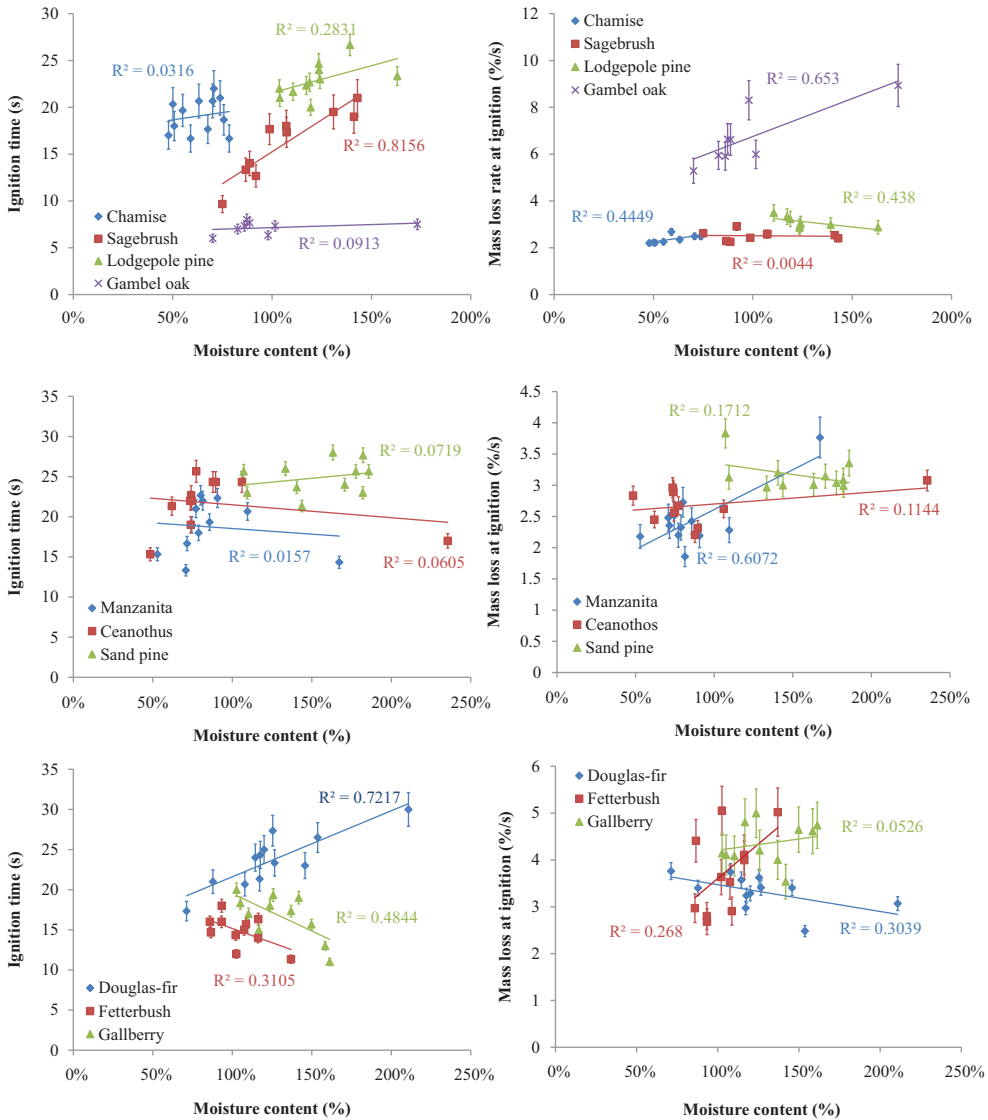 30
25
20
15
10
5
0
0%
50%
100%
150%
200%
Ignition time (s)
Moisture content (%)
R² = 0.0316
R² = 0.2831
R² = 0.8156
R² = 0.0913
Chamise
Sagebrush
Lodgepole pine
Gambel oak
12
10
8
6
4
2
0
0%
50%
100%
150%
200%
Mass loss rate at ignition (%/s)
Moisture content (%)
Chamise
Sagebrush
Lodgepole pine
Gambel oak
R² = 0.653
R² = 0.438
0.4449
R² = 0.0044
35
30
25
20
15
10
5
0
0%
50%
100%
150%
200%
250%
Ignition time (s)
Moisture content (%)
R² = 0.0719
R² = 0.0157
R² = 0.0605
Manzanita
Ceanothus
Sand pine
4.5
4
3.5
3
2.5
2
1.5
1
0.5
0
0%
50%
100%
150%
200%
250%
Mass loss at ignition (%/s)
Moisture content (%)
R² = 0.1712
R² = 0.1144
R² = 0.6072
Manzanita
Ceanothos
Sand pine
35
30
25
20
15
10
5
0
0%
50%
100%
150%
200%
250%
Ignition time (s)
Moisture content (%)
R² = 0.7217
R² = 0.4844
R² = 0.3105
Douglas-fir
Fetterbush
Gallberry
6
5
4
3
2
1
0
0%
50%
100%
150%
200%
250%
Mass loss at ignition (%/s)
Moisture content (%)
Douglas-fir
Fetterbush
Gallberry
R² = 0.0526
R² = 0.268
R² = 0.3039